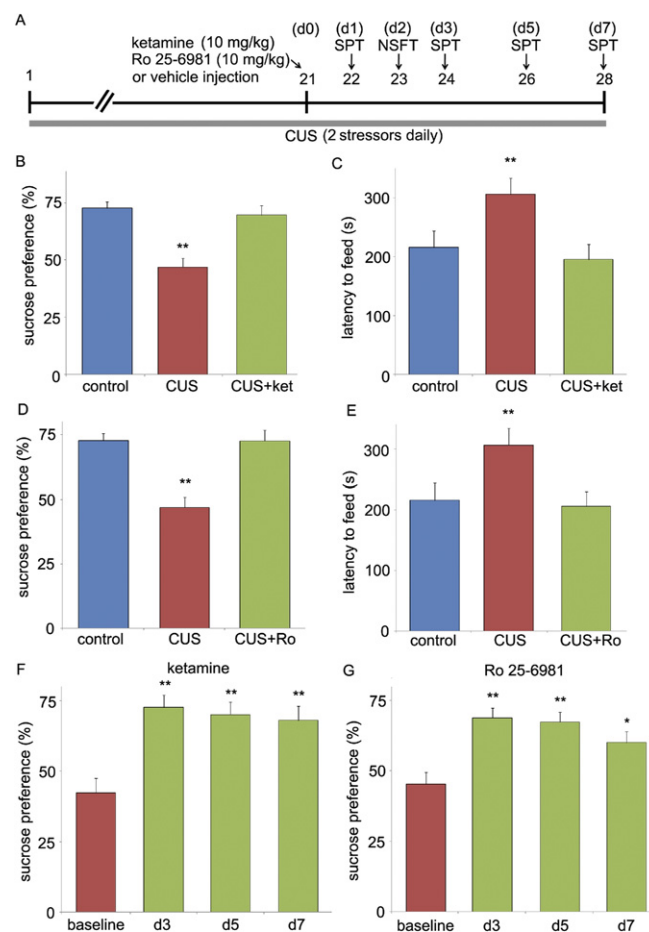 A
(d0)
(d1)
(d2)
(d3)
(d5)
(d7)
SPT
NSFT
SPT
SPT
SPT
ketamine (10 mg/kg)
Ro 25-6981 (10 mg/kg)
or vehicle injection
1
21
22
23
24
26
28
CUS (2 stressors daily)
B
sucrose preference (%)
75
50
25
0
**
control
CUS
CUS+ket
C
latency to feed (s)
300
200
100
0
**
control
CUS
CUS+ket
D
sucrose preference (%)
75
50
25
0
**
control
CUS
CUS+Ro
E
latency to feed (s)
300
200
100
0
**
control
CUS
CUS+Ro
F
ketamine
sucrose preference (%)
75
50
25
0
**
**
**
baseline
d3
d5
d7
G
Ro 25-6981
sucrose preference (%)
75
50
25
0
**
**
*
baseline
d3
d5
d7